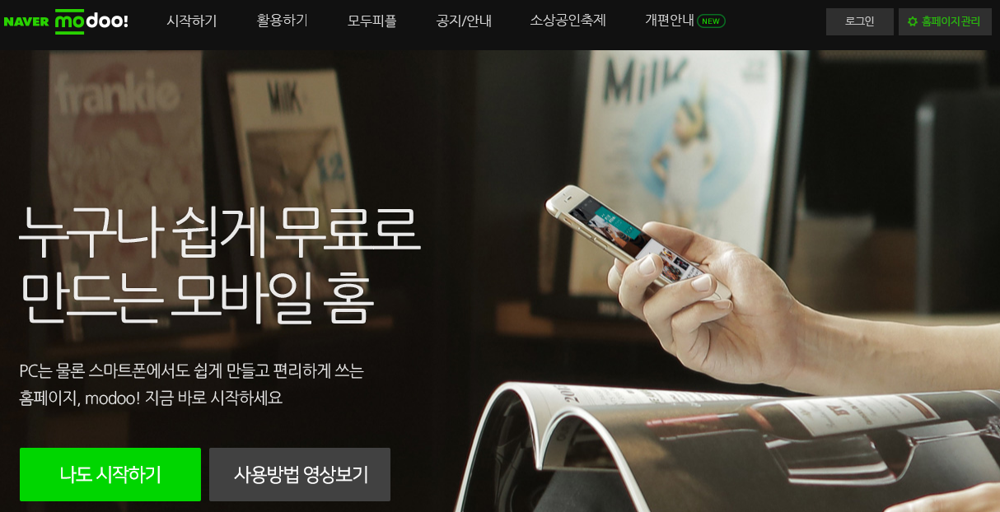 NAVER modoo!
시작하기
활용하기
모두피플
공지/안내
소상공인축제
개편안내 NEW
로그인
홈페이지관리
frankie
MilK
MilK
12
누구나 쉽게 무료로
만드는 모바일 홈
PC는 물론 스마트폰에서도 쉽게 만들고 편리하게 쓰는
홈페이지, modoo! 지금 바로 시작하세요
나도 시작하기
사용방법 영상보기